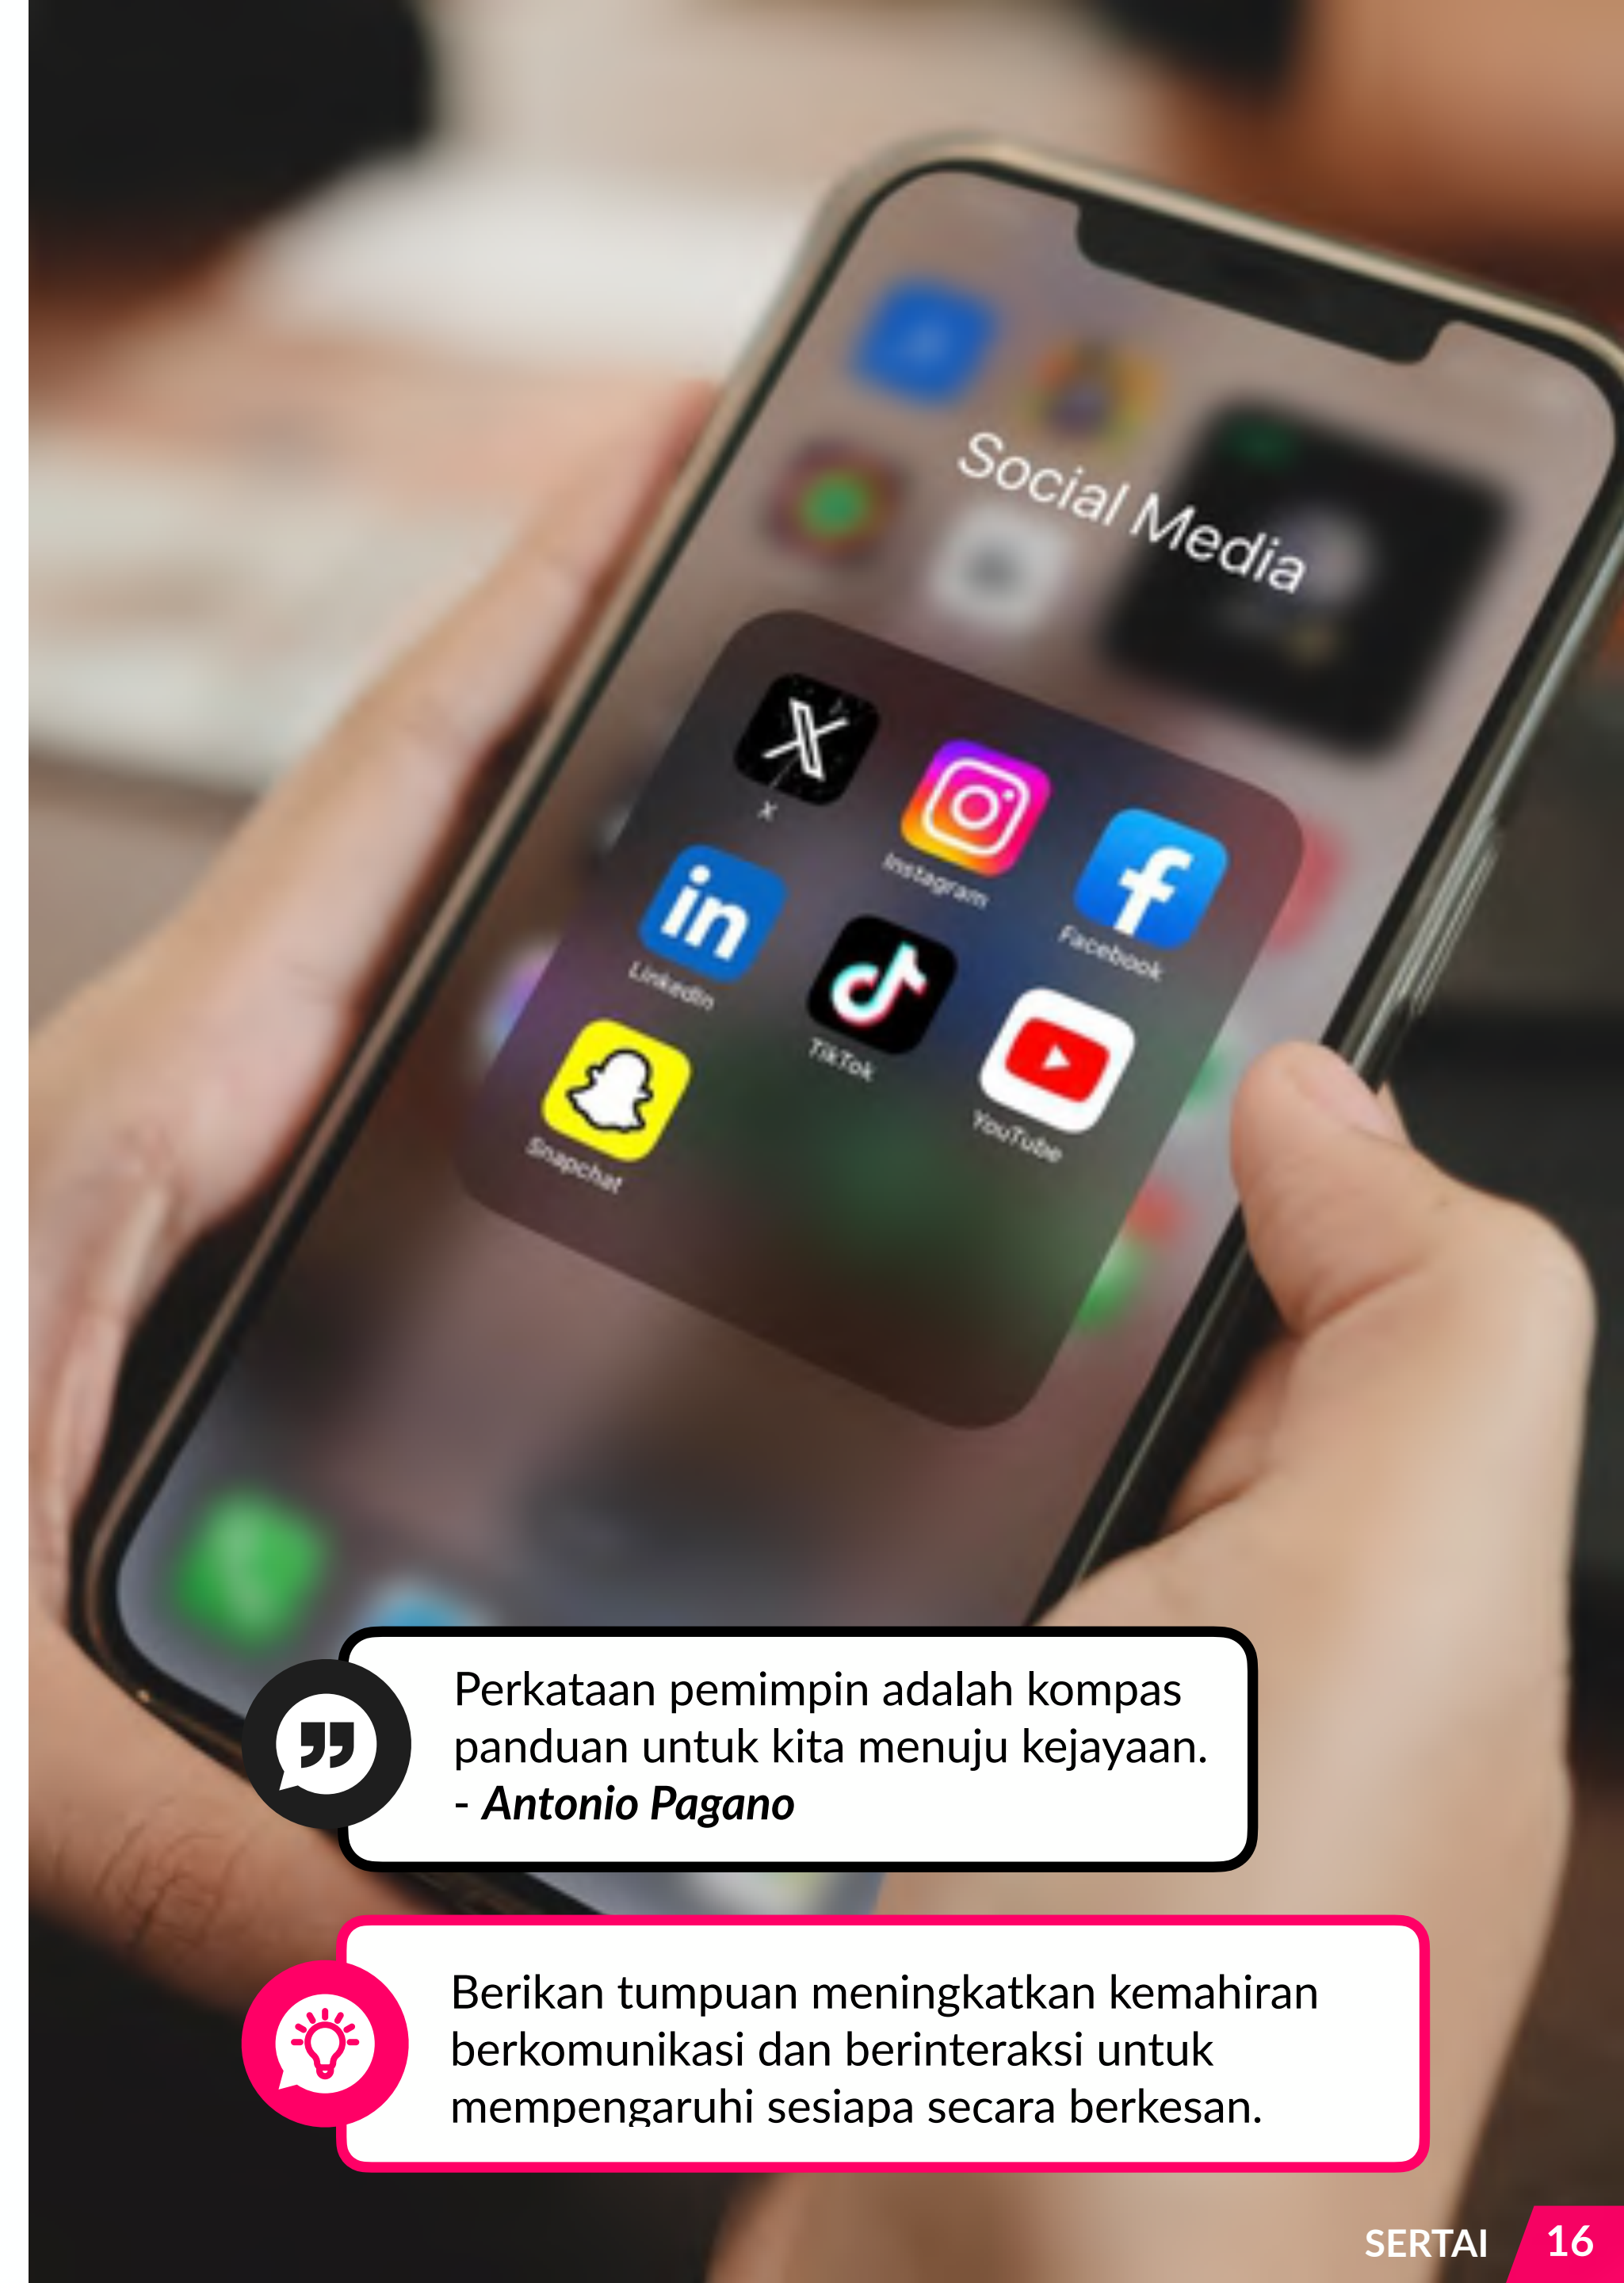 Social Media
X
Instagram
Facebook
LinkedIn
TikTok
YouTube
Snapchat
Perkataan pemimpin adalah kompas
panduan untuk kita menuju kejayaan.
- Antonio Pagano
Berikan tumpuan meningkatkan kemahiran
berkomunikasi dan berinteraksi untuk
mempengaruhi sesiapa secara berkesan.
SERTAI 16